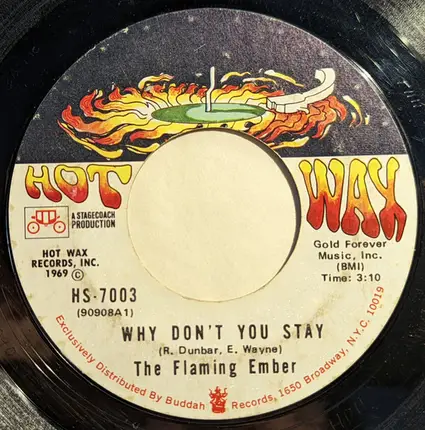 HOT WAX
A STAGECOACH
PRODUCTION
HOT WAX
RECORDS, INC.
1969 ©
Gold Forever
Music, Inc.
(BMI)
Time: 3:10
HS-7003
(90908A1)
WHY DON'T YOU STAY
(R. Dunbar, E. Wayne)
The Flaming Ember
Exclusively Distributed By Buddah Records, 1650 Broadway, N.Y.C. 10019